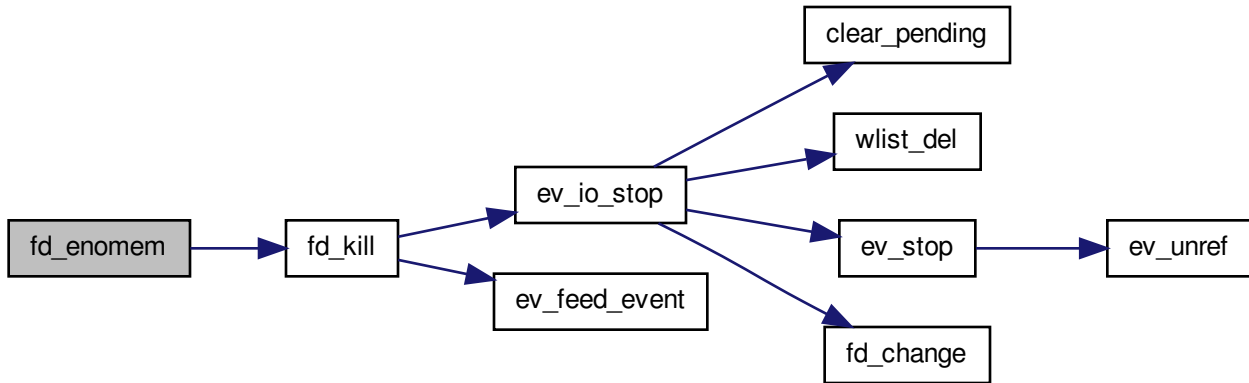 fd_enomem
fd_kill
ev_io_stop
ev_feed_event
clear_pending
wlist_del
ev_stop
fd_change
ev_unref